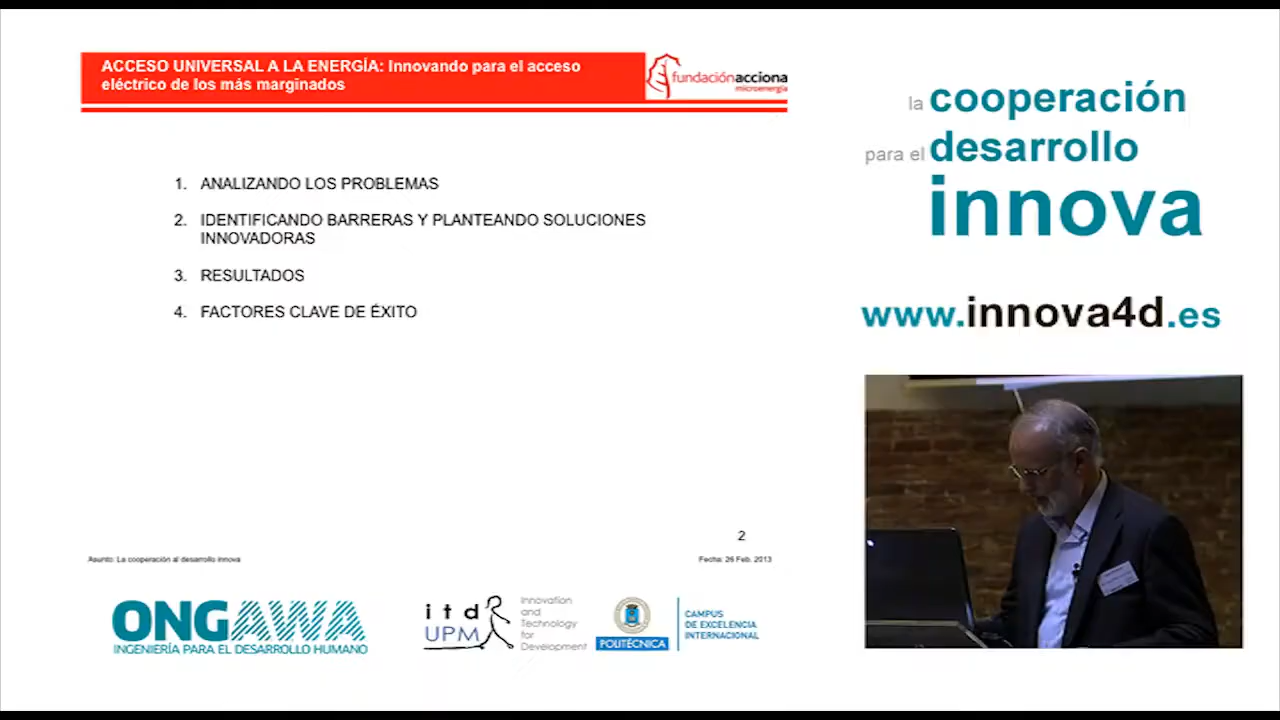 ACCESO UNIVERSAL A LA ENERGÍA: Innovando para el acceso
eléctrico de los más marginados
fundaciónacciona
microenergía
1. ANALIZANDO LOS PROBLEMAS
2. IDENTIFICANDO BARRERAS Y PLANTEANDO SOLUCIONES
INNOVADORAS
3. RESULTADOS
4. FACTORES CLAVE DE ÉXITO
2
Asunto: La cooperación al desarrollo innova
Fecha: 26 Feb. 2013
la cooperación
para el desarrollo
innova
www.innova4d.es
ONGAWA
INGENIERÍA PARA EL DESARROLLO HUMANO
itd
UPM
Innovation
and
Technology
for
Development
POLITÉCNICA
CAMPUS
DE EXCELENCIA
INTERNACIONAL